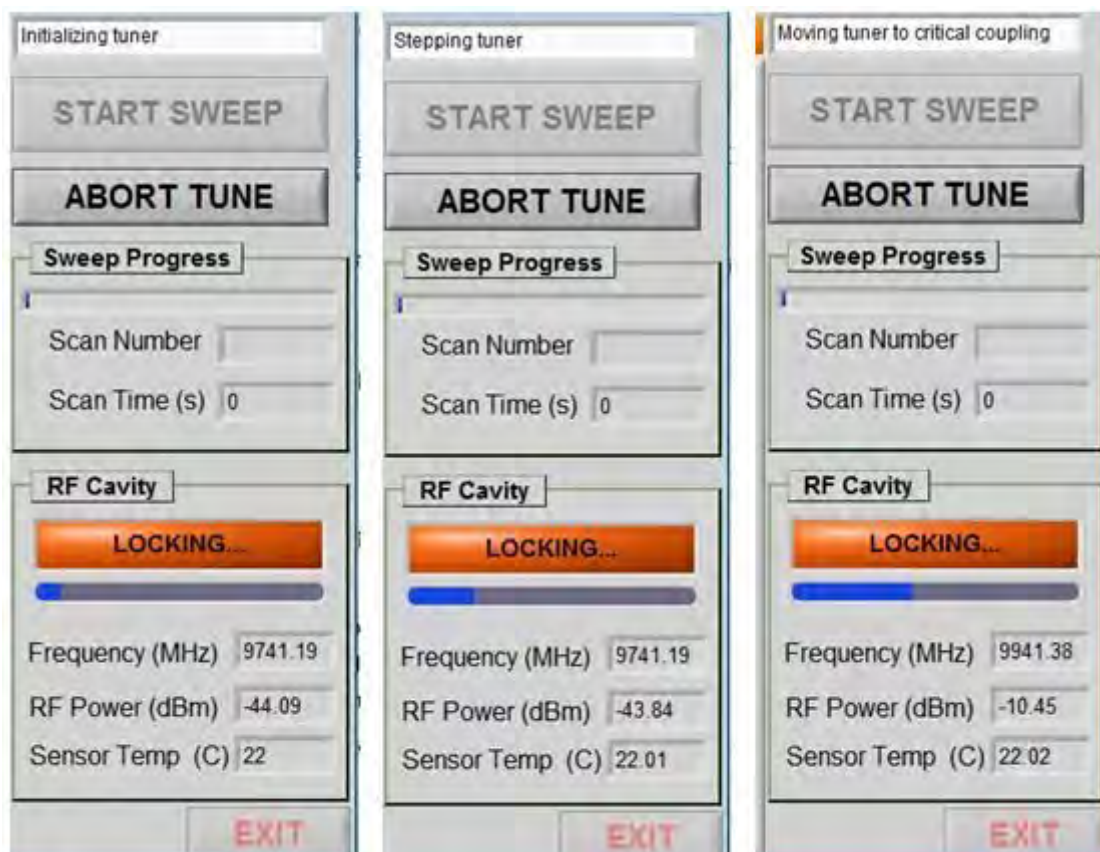 Initializing tuner
START SWEEP
ABORT TUNE
Sweep Progress
Scan Number
Scan Time (s) 0
RF Cavity
LOCKING...
Frequency (MHz) 9741.19
RF Power (dBm) -44.09
Sensor Temp (C) 22
EXIT
Stepping tuner
START SWEEP
ABORT TUNE
Sweep Progress
Scan Number
Scan Time (s) 0
RF Cavity
LOCKING...
Frequency (MHz) 9741.19
RF Power (dBm) -43.84
Sensor Temp (C) 22.01
EXIT
Moving tuner to critical coupling
START SWEEP
ABORT TUNE
Sweep Progress
Scan Number
Scan Time (s) 0
RF Cavity
LOCKING...
Frequency (MHz) 9941.38
RF Power (dBm) -10.45
Sensor Temp (C) 22.02
EXIT